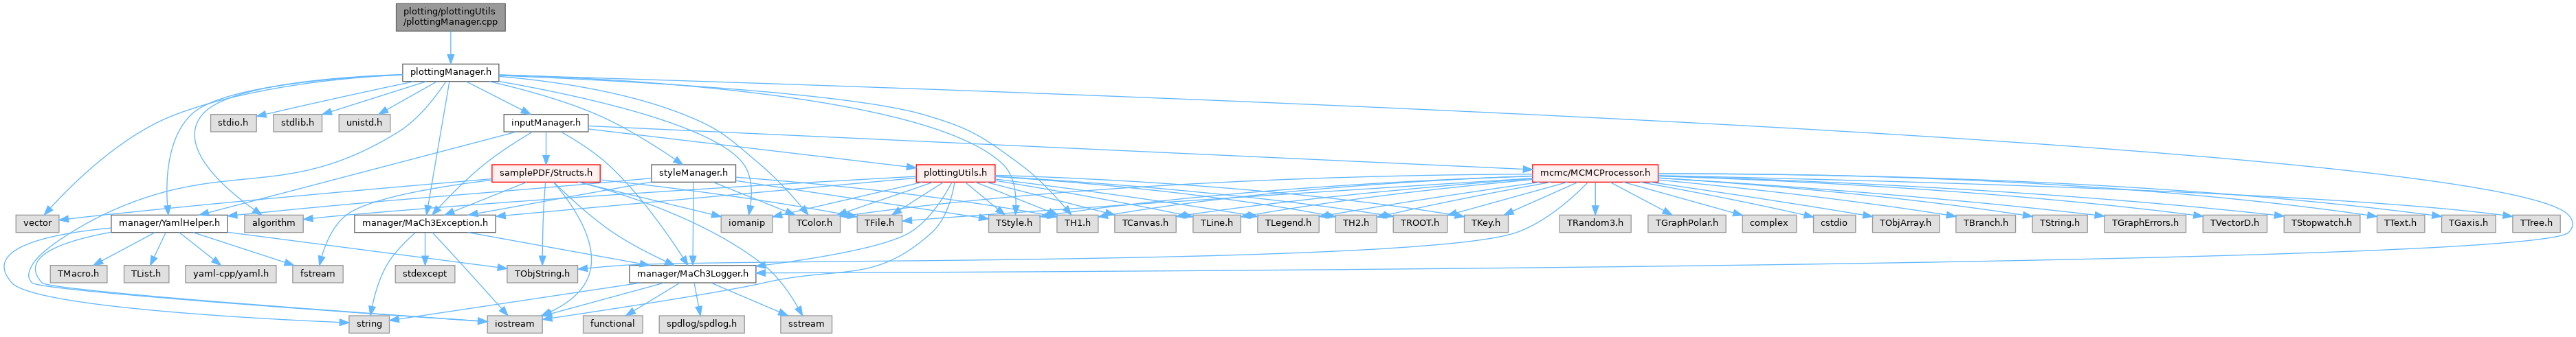 plotting/plottingUtils
/plottingManager.cpp
plottingManager.h
stdio.h
stdlib.h
unistd.h
inputManager.h
samplePDF/Structs.h
styleManager.h
plottingUtils.h
mcmc/MCMCProcessor.h
vector
manager/YamlHelper.h
algorithm
manager/MaCh3Exception.h
iomanip
TColor.h
TFile.h
TStyle.h
TH1.h
TCanvas.h
TLine.h
TLegend.h
TH2.h
TROOT.h
TKey.h
TRandom3.h
TGraphPolar.h
complex
cstdio
TObjArray.h
TBranch.h
TString.h
TGraphErrors.h
TVectorD.h
TStopwatch.h
TText.h
TGaxis.h
TTree.h
TMacro.h
TList.h
yaml-cpp/yaml.h
fstream
stdexcept
TObjString.h
manager/MaCh3Logger.h
string
iostream
functional
spdlog/spdlog.h
sstream